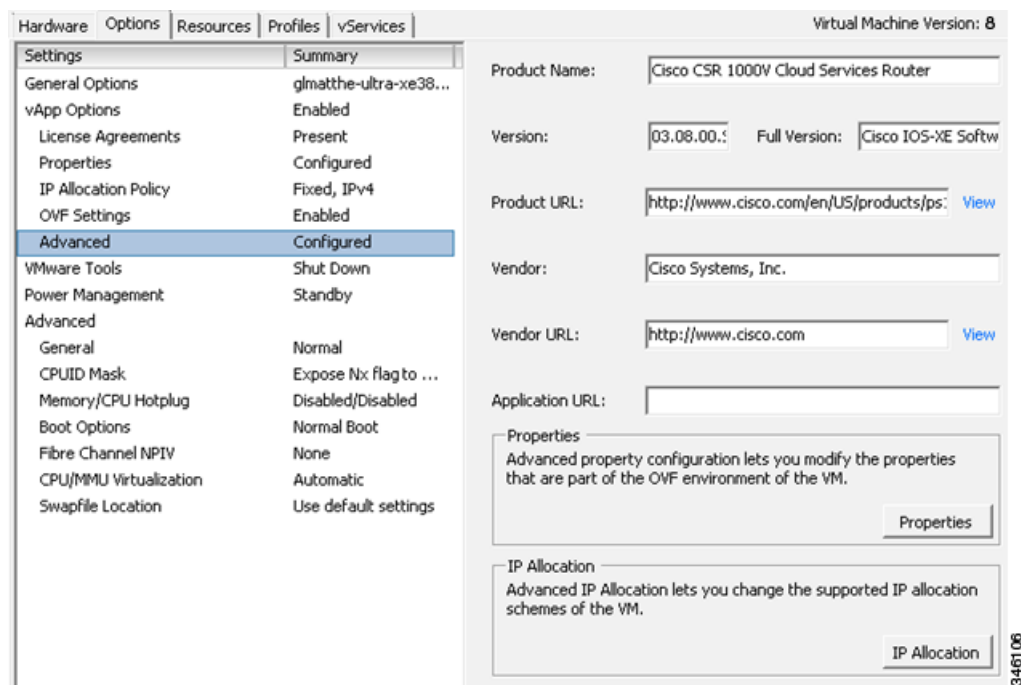 Hardware Options Resources Profiles vServices Virtual Machine Version: 8
Settings Summary
General Options glmatthe-ultra-xe38...
vApp Options Enabled
License Agreements Present
Properties Configured
IP Allocation Policy Fixed, IPv4
OVF Settings Enabled
Advanced Configured
VMware Tools Shut Down
Power Management Standby
Advanced
General Normal
CPUID Mask Expose Nx flag to ...
Memory/CPU Hotplug Disabled/Disabled
Boot Options Normal Boot
Fibre Channel NPIV None
CPU/MMU Virtualization Automatic
Swapfile Location Use default settings
Product Name: Cisco CSR 1000V Cloud Services Router
Version: 03.08.00. Full Version: Cisco IOS-XE Softw
Product URL: http://www.cisco.com/en/US/products/ps View
Vendor: Cisco Systems, Inc.
Vendor URL: http://www.cisco.com View
Application URL:
Properties
Advanced property configuration lets you modify the properties
that are part of the OVF environment of the VM.
Properties
IP Allocation
Advanced IP Allocation lets you change the supported IP allocation
schemes of the VM.
IP Allocation
346106